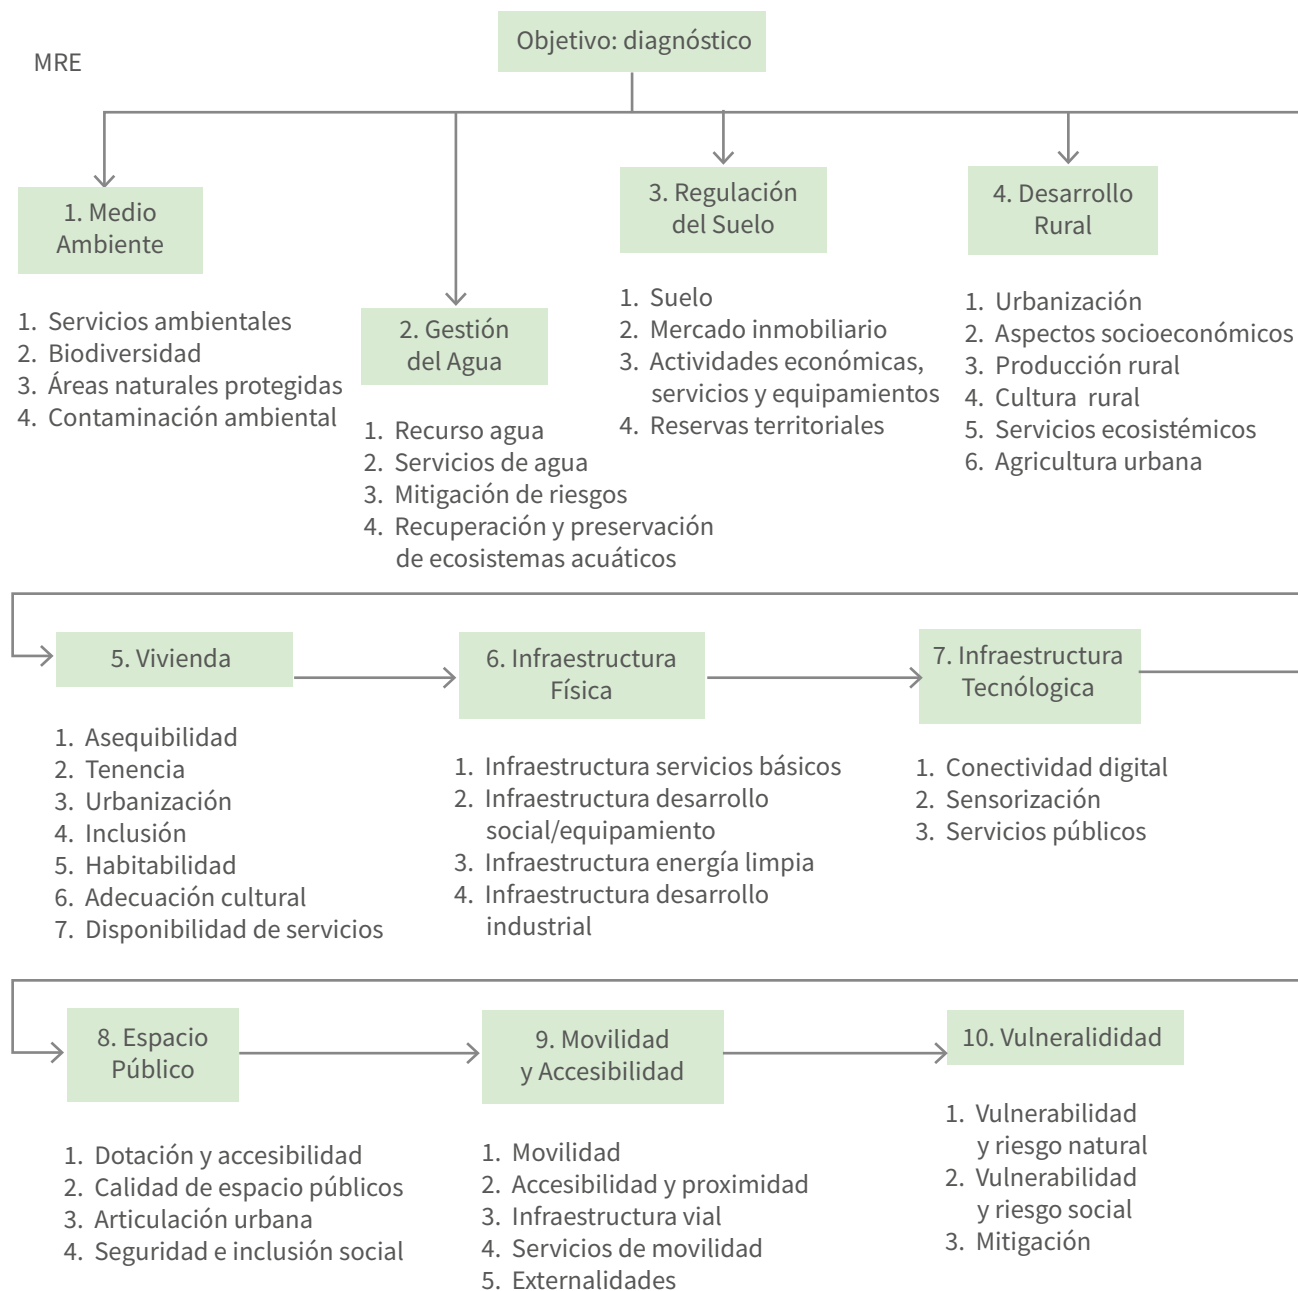 MRE
Objetivo: diagnóstico
1. Medio
Ambiente
1. Servicios ambientales
2. Biodiversidad
3. Áreas naturales protegidas
4. Contaminación ambiental
2. Gestión
del Agua
1. Recurso agua
2. Servicios de agua
3. Mitigación de riesgos
4. Recuperación y preservación
de ecosistemas acuáticos
3. Regulación
del Suelo
1. Suelo
2. Mercado inmobiliario
3. Actividades económicas,
servicios y equipamientos
4. Reservas territoriales
4. Desarrollo
Rural
1. Urbanización
2. Aspectos socioeconómicos
3. Producción rural
4. Cultura rural
5. Servicios ecosistémicos
6. Agricultura urbana
5. Vivienda
1. Asequibilidad
2. Tenencia
3. Urbanización
4. Inclusión
5. Habitabilidad
6. Adecuación cultural
7. Disponibilidad de servicios
6. Infraestructura
Física
1. Infraestructura servicios básicos
2. Infraestructura desarrollo
social/equipamiento
3. Infraestructura energía limpia
4. Infraestructura desarrollo
industrial
7. Infraestructura
Tecnólogica
1. Conectividad digital
2. Sensorización
3. Servicios públicos
8. Espacio
Público
1. Dotación y accesibilidad
2. Calidad de espacio públicos
3. Articulación urbana
4. Seguridad e inclusión social
9. Movilidad
y Accesibilidad
1. Movilidad
2. Accesibilidad y proximidad
3. Infraestructura vial
4. Servicios de movilidad
5. Externalidades
10. Vulneralididad
1. Vulnerabilidad
y riesgo natural
2. Vulnerabilidad
y riesgo social
3. Mitigación